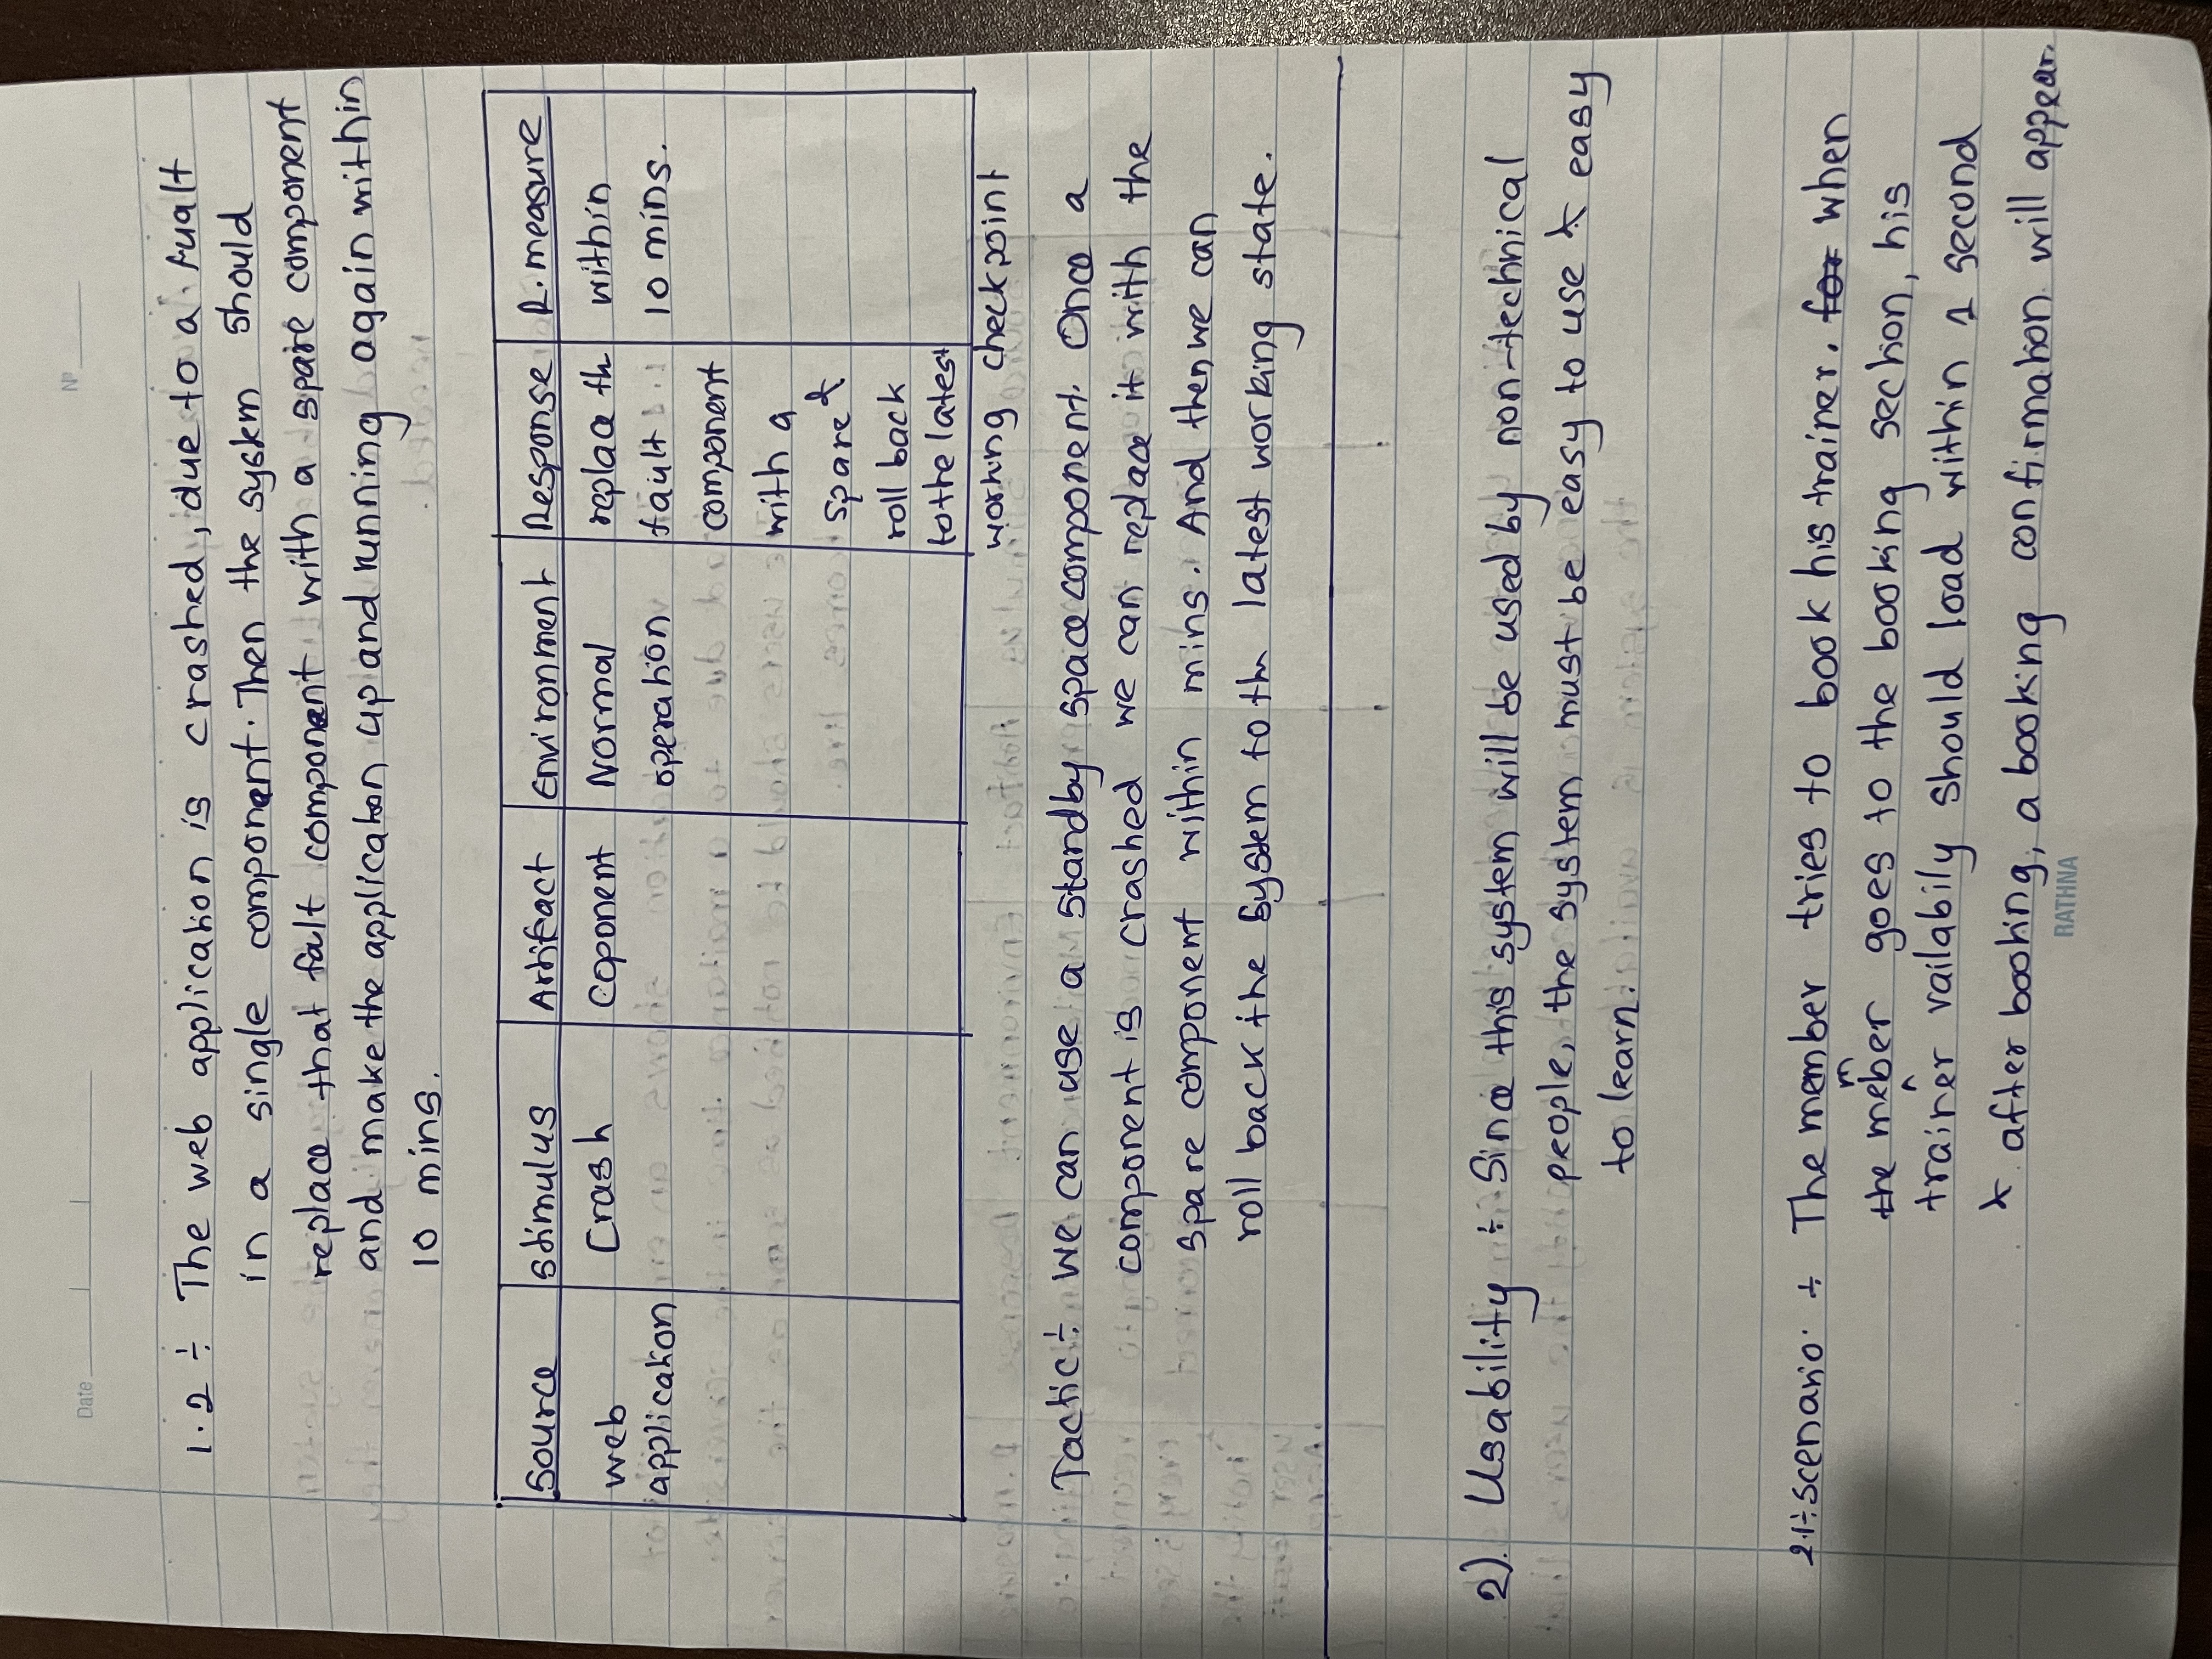 Date
Nº
1.2 ÷ The web application is crashed, due to a fualt
in a single component. Then the system should
replace that falt component with a spare component
and make the application up and running again within
10 mins.
Source | Stimulus | Artifact | Environment | Response | R. measure
web | Crash | Coponent | Normal | replace th | within
application | operation | fault | 10 mins.
component
with a
spare &
roll back
to the latest
working checkpoint
Tactic ÷ we can use a standby space component. Once a
component is crashed we can replace it with the
spare component within mins. And then we can
roll back the system to th latest working state.
2). Usability ÷ Since this system will be used by non-technical
people, the system must be easy to use & easy
to learn.
2.1÷ scenario ÷ The member tries to book his trainer. for when
the member goes to the booking section, his
trainer vailabily should load within 1 second
& after booking, a booking confirmation will appear.
RATHNA